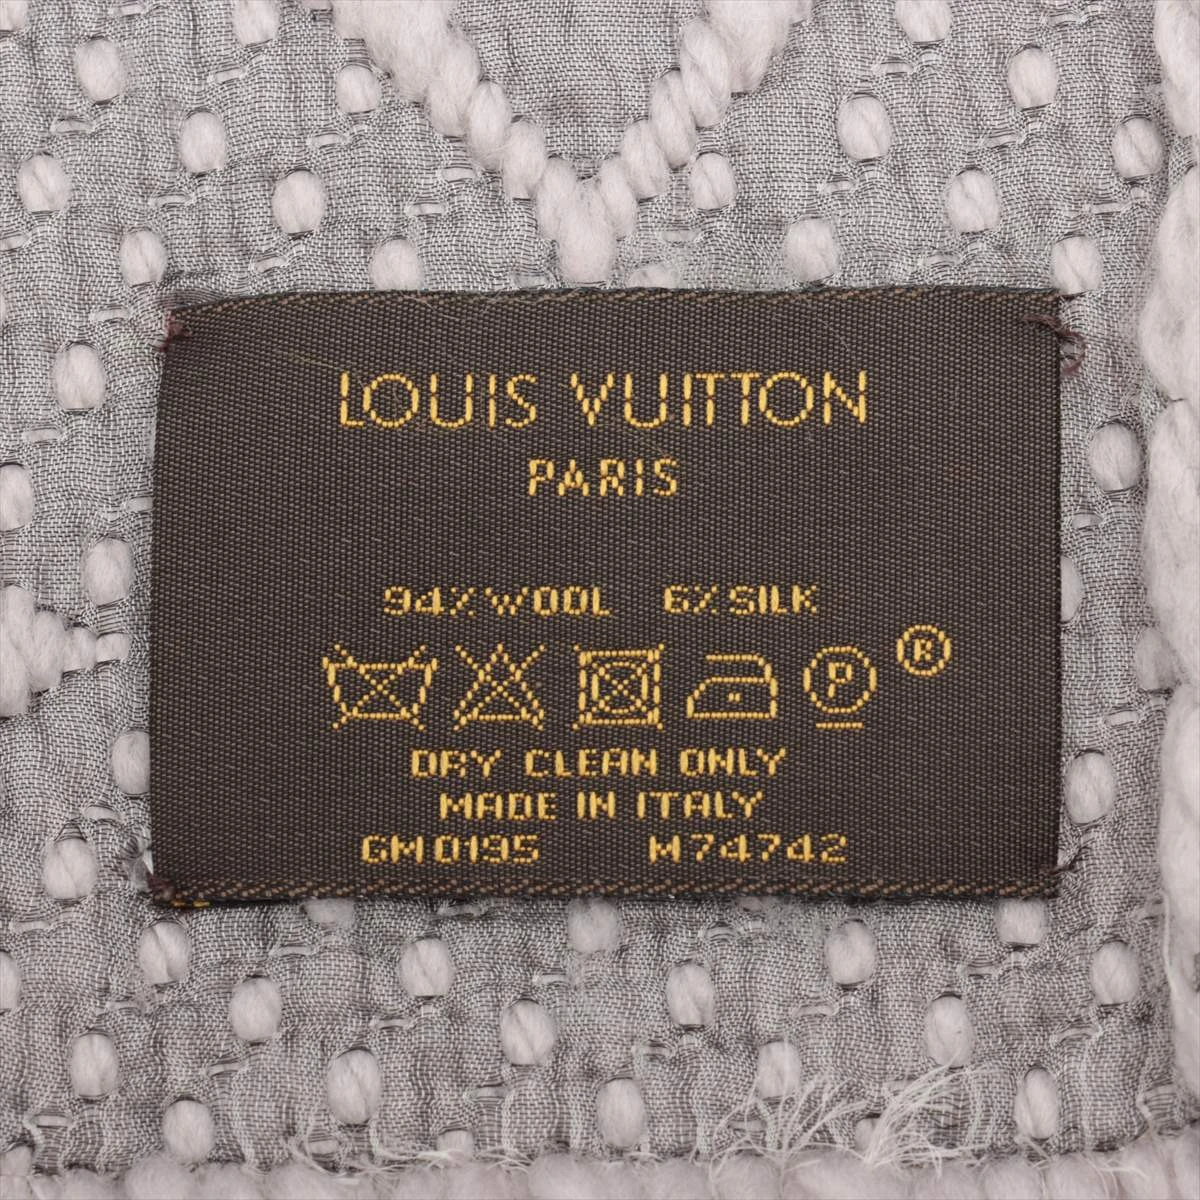 LOUIS VUITTON
PARIS
94% WOOL 6% SILK
P ®
DRY CLEAN ONLY
MADE IN ITALY
GM0195 M74742